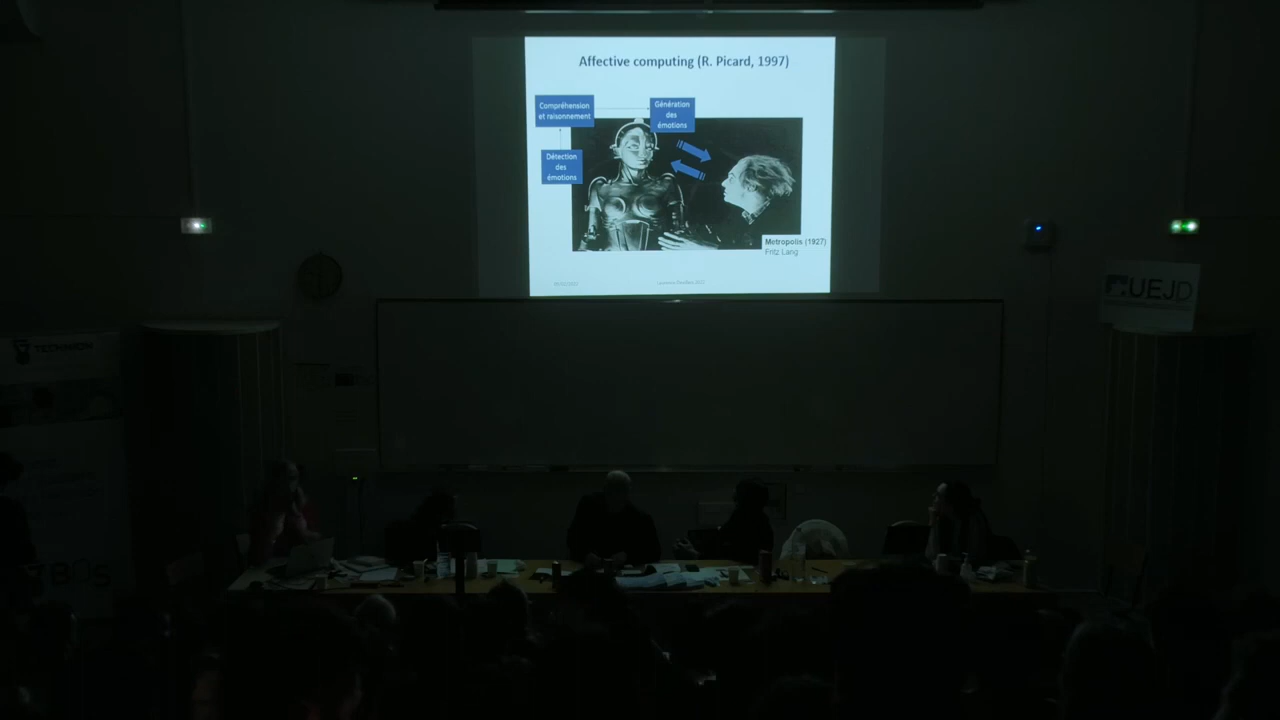 Affective computing (R. Picard, 1997)
Compréhension
et raisonnement
Génération
des
émotions
Détection
des
émotions
Metropolis (1927)
Fritz Lang
UEJD